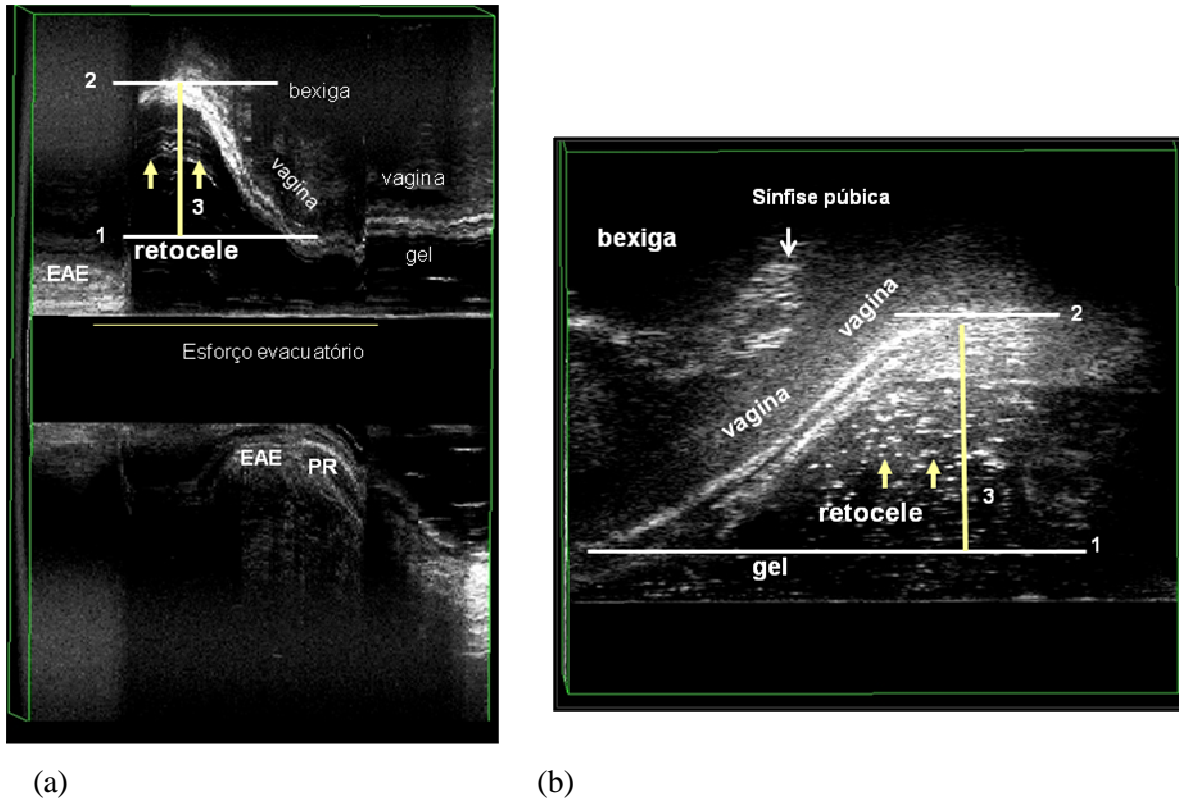 2
bexiga
vagina
vagina
3
1
retocele
EAE
gel
Esforço evacuatório
EAE
PR
(a)
Sínfise púbica
bexiga
vagina
2
vagina
3
retocele
1
gel
(b)